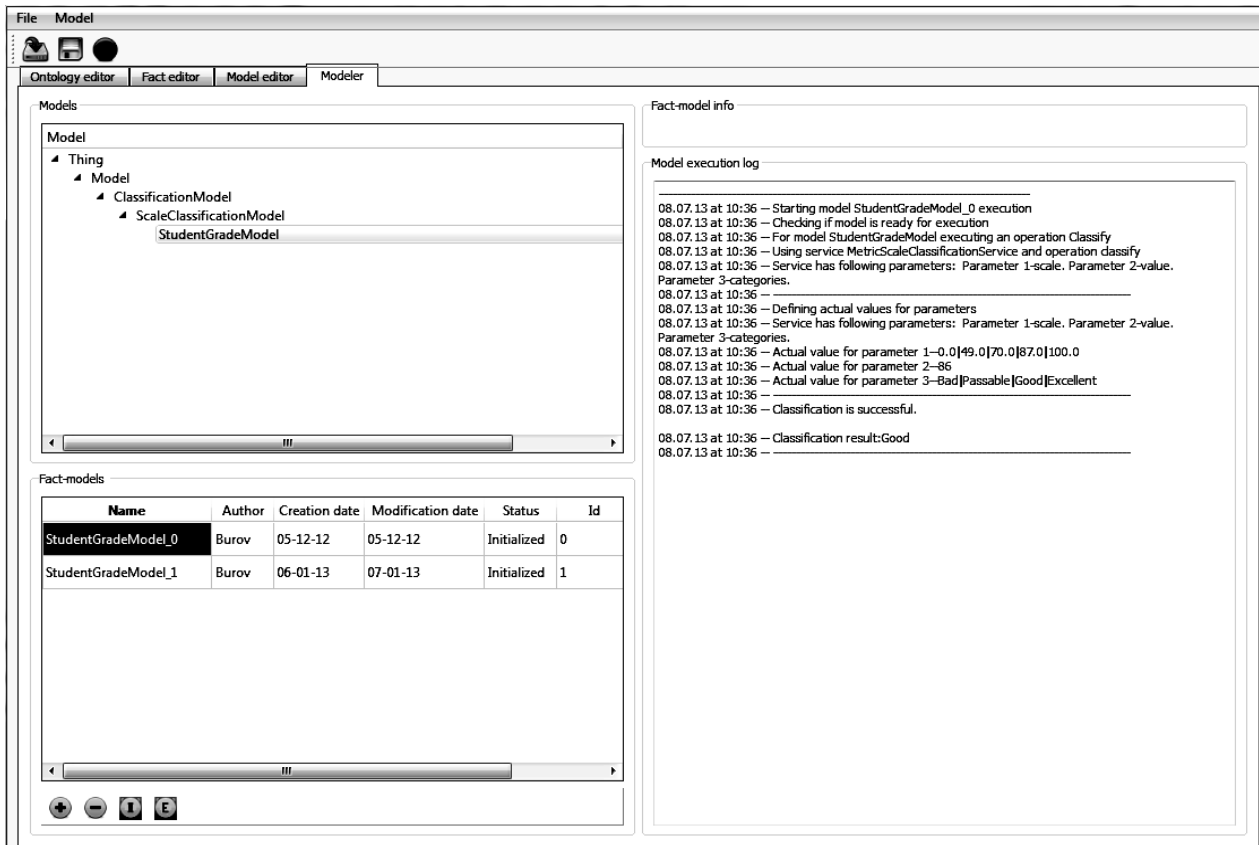 File Model
Ontology editor Fact editor Model editor Modeler
Models
Model
Thing
Model
ClassificationModel
ScaleClassificationModel
StudentGradeModel
Fact-models
Name Author Creation date Modification date Status Id
StudentGradeModel_0 Burov 05-12-12 05-12-12 Initialized 0
StudentGradeModel_1 Burov 06-01-13 07-01-13 Initialized 1
I E
Fact-model info
Model execution log
08.07.13 at 10:36 -- Starting model StudentGradeModel_0 execution
08.07.13 at 10:36 -- Checking if model is ready for execution
08.07.13 at 10:36 -- For model StudentGradeModel executing an operation Classify
08.07.13 at 10:36 -- Using service MetricScaleClassificationService and operation classify
08.07.13 at 10:36 -- Service has following parameters: Parameter 1-scale. Parameter 2-value.
Parameter 3-categories.
08.07.13 at 10:36 -- ----------------------------------------------------------------
08.07.13 at 10:36 -- Defining actual values for parameters
08.07.13 at 10:36 -- Service has following parameters: Parameter 1-scale. Parameter 2-value.
Parameter 3-categories.
08.07.13 at 10:36 -- Actual value for parameter 1--0.0|49.0|70.0|87.0|100.0
08.07.13 at 10:36 -- Actual value for parameter 2--86
08.07.13 at 10:36 -- Actual value for parameter 3--Bad|Passable|Good|Excellent
08.07.13 at 10:36 -- ----------------------------------------------------------------
08.07.13 at 10:36 -- Classification is successful.
08.07.13 at 10:36 -- Classification result:Good
08.07.13 at 10:36 -- ----------------------------------------------------------------